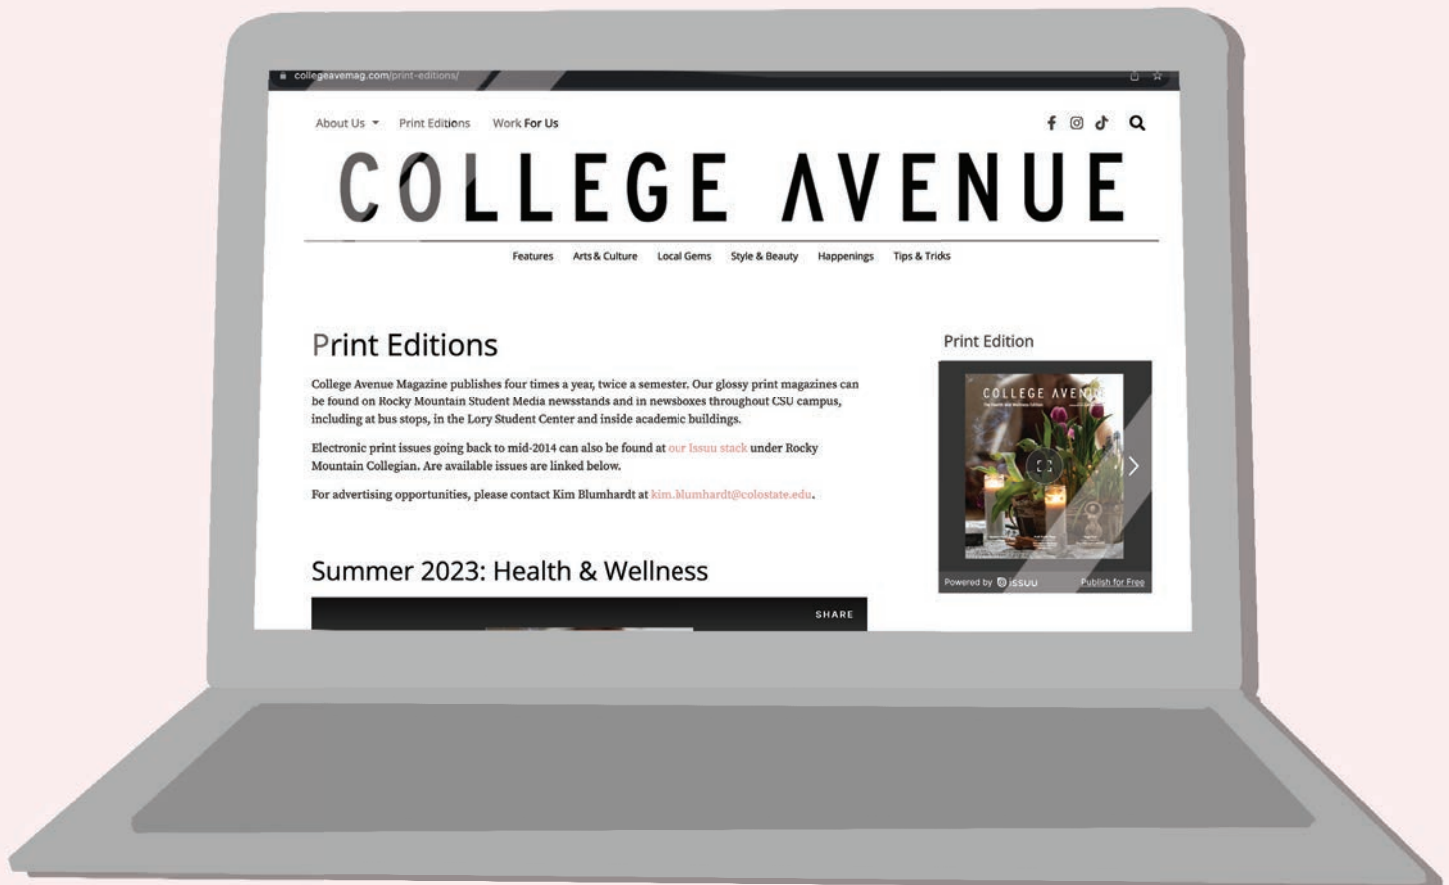 collegeavemag.com/print-editions/
About Us Print Editions Work For Us
COLLEGE AVENUE
Features Arts & Culture Local Gems Style & Beauty Happenings Tips & Tricks
Print Editions
College Avenue Magazine publishes four times a year, twice a semester. Our glossy print magazines can
be found on Rocky Mountain Student Media newsstands and in newsboxes throughout CSU campus,
including at bus stops, in the Lory Student Center and inside academic buildings.
Electronic print issues going back to mid-2014 can also be found at our Issuu stack under Rocky
Mountain Collegian. Are available issues are linked below.
For advertising opportunities, please contact Kim Blumhardt at kim.blumhardt@colostate.edu.
Summer 2023: Health & Wellness
SHARE
Print Edition
COLLEGE AVENUE
The Health and Wellness Edition
Powered by issuu Publish for Free